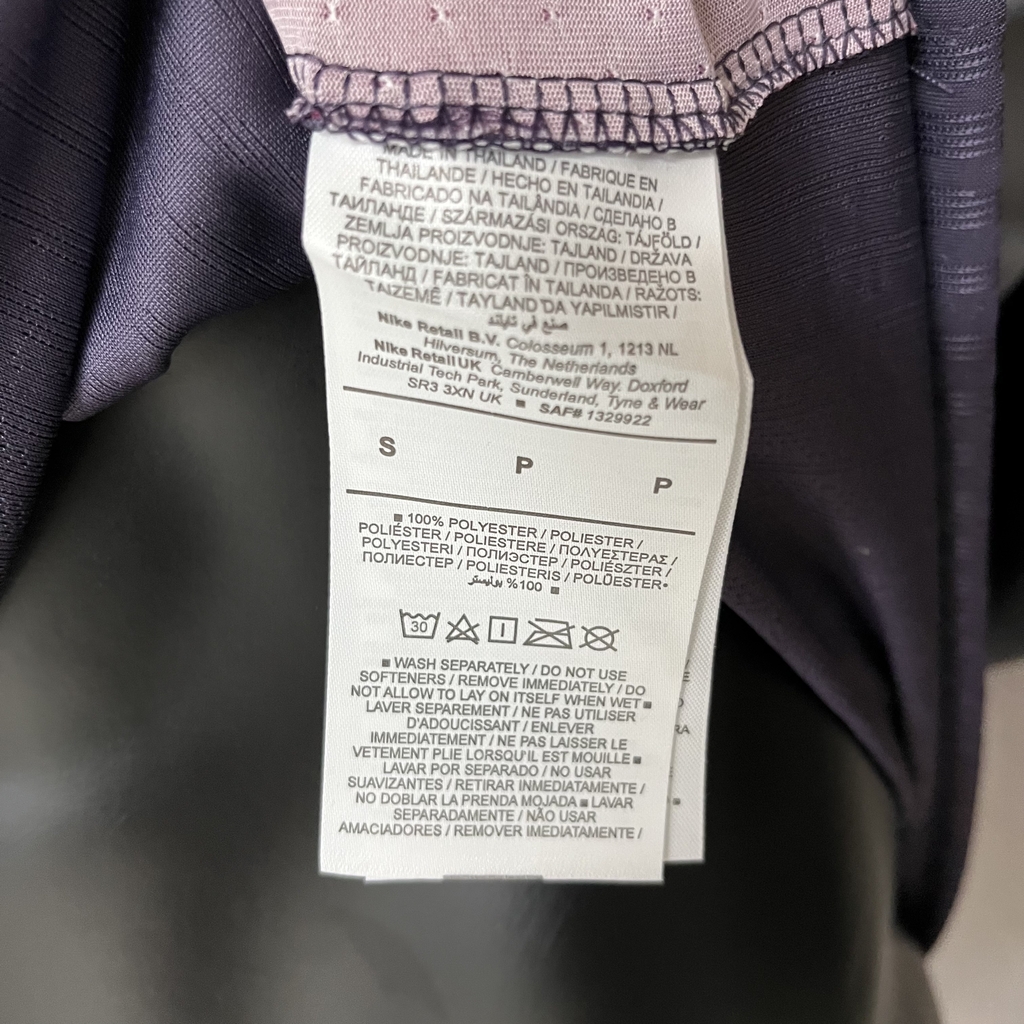 MADE IN THAILAND / FABRIQUE EN
THAILANDE / HECHO EN TAILANDIA /
FABRICADO NA TAILÂNDIA / СДЕЛАНО В
ТАИЛАНДЕ / SZÁRMAZÁSI ORSZÁG: TÁJFÖLD /
ZEMLJA PROIZVODNJE: TAJLAND / DRŽAVA
PROIZVODNJE: TAJLAND / ПРОИЗВЕДЕНО В
ТАЙЛАНД / FABRICAT ÎN TAILANDA / RAŽOTS:
TAIZEMĒ / TAYLAND'DA YAPILMISTIR /
صنع في تايلاند
Nike Retail B.V. Colosseum 1, 1213 NL
Hilversum, The Netherlands
Nike Retail UK Camberwell Way, Doxford
Industrial Tech Park, Sunderland, Tyne & Wear
SR3 3XN UK ■ SAF# 1329922
S P P
■ 100% POLYESTER / POLIESTER /
POLIÉSTER / POLIESTERE / ΠΟΛΥΕΣΤΕΡΑΣ /
POLYESTERI / ПОЛИЭСТЕР / POLIÉSZTER /
ПОЛИЕСТЕР / POLIESTERIS / POLÜESTER•
100% بوليستر ■
30
■ WASH SEPARATELY / DO NOT USE
SOFTENERS / REMOVE IMMEDIATELY / DO
NOT ALLOW TO LAY ON ITSELF WHEN WET ■
LAVER SEPAREMENT / NE PAS UTILISER
D'ADOUCISSANT / ENLEVER
IMMEDIATEMENT / NE PAS LAISSER LE
VETEMENT PLIE LORSQU'IL EST MOUILLE ■
LAVAR POR SEPARADO / NO USAR
SUAVIZANTES / RETIRAR INMEDIATAMENTE /
NO DOBLAR LA PRENDA MOJADA ■ LAVAR
SEPARADAMENTE / NÃO USAR
AMACIADORES / REMOVER IMEDIATAMENTE /